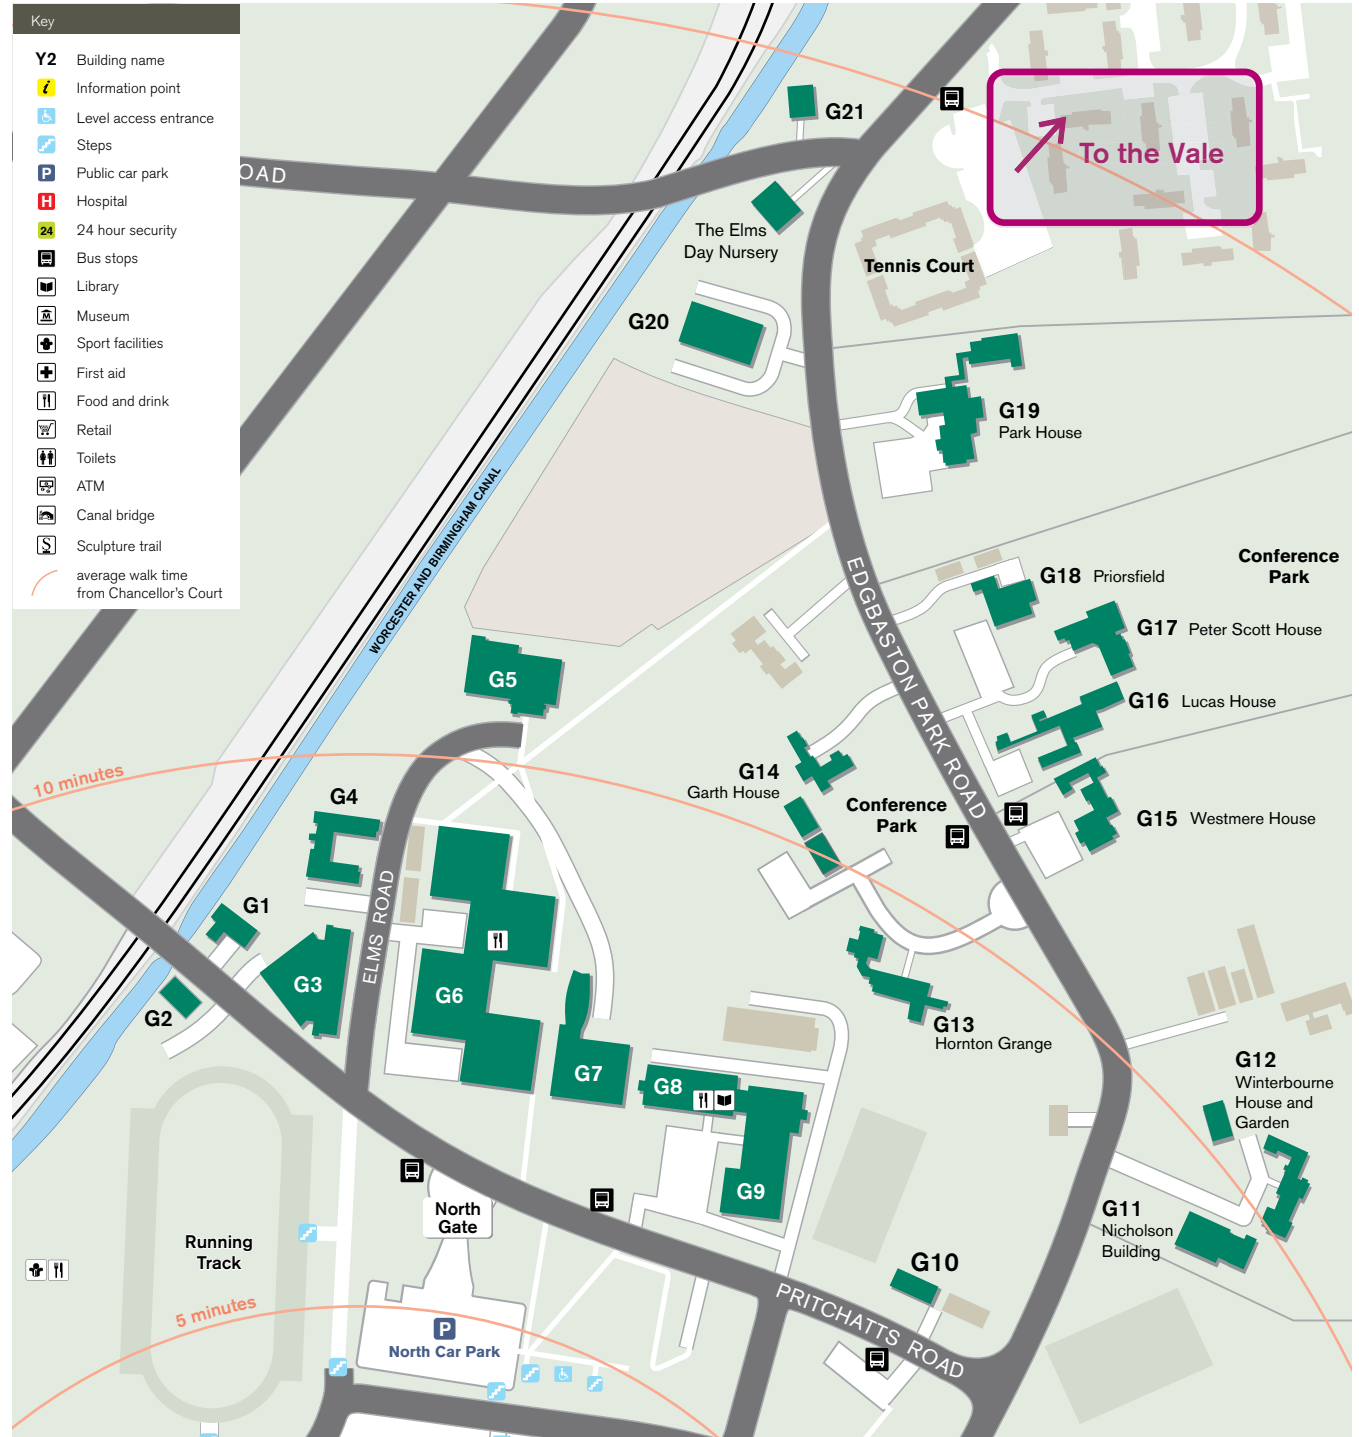 Key
Y2 Building name
i Information point
Level access entrance
Steps
P Public car park
H Hospital
24 24 hour security
Bus stops
Library
M Museum
Sport facilities
First aid
Food and drink
Retail
Toilets
ATM
Canal bridge
S Sculpture trail
average walk time
from Chancellor's Court
OAD
G21
To the Vale
The Elms
Day Nursery
Tennis Court
G20
G19
Park House
WORCESTER AND BIRMINGHAM CANAL
EDGBASTON PARK ROAD
Conference
Park
G18 Priorsfield
G17 Peter Scott House
G16 Lucas House
G5
10 minutes
G14
Garth House
Conference
Park
G15 Westmere House
G4
ELMS ROAD
G1
G3
G2
G6
G7
G8
G9
G13
Hornton Grange
G12
Winterbourne
House and
Garden
G11
Nicholson
Building
G10
North
Gate
Running
Track
5 minutes
P
North Car Park
PRITCHATTS ROAD